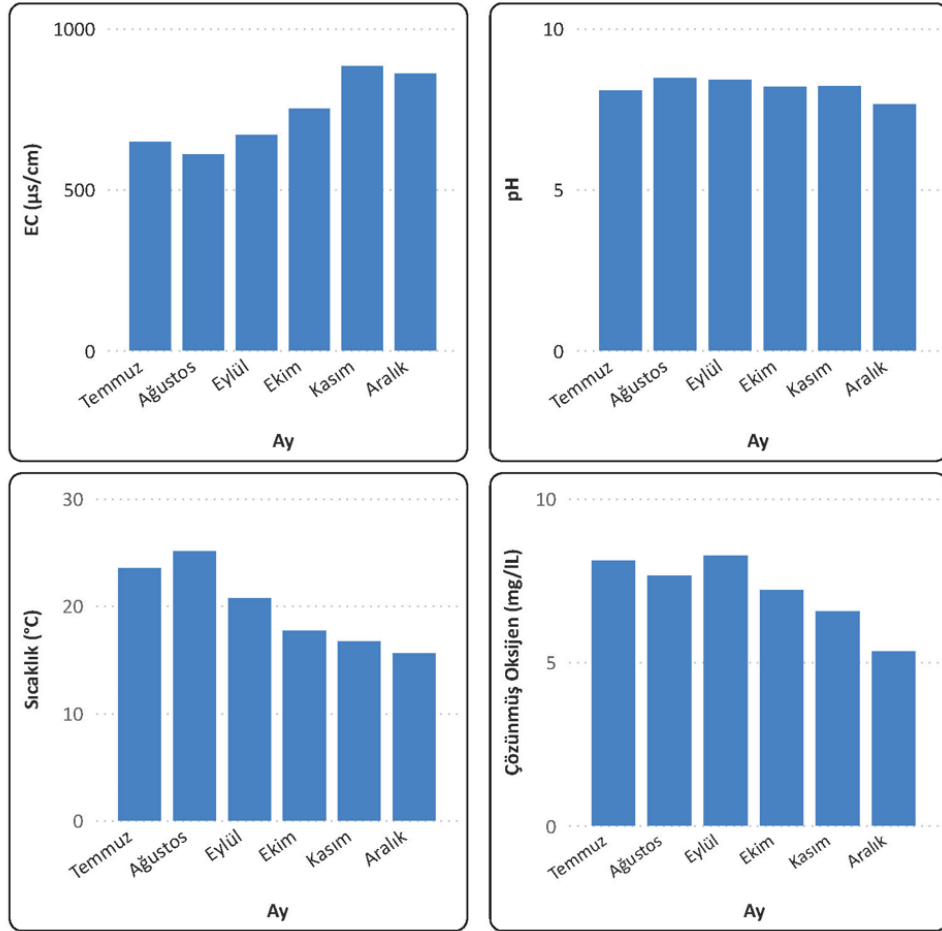 1000
500
0
EC (µs/cm)
Temmuz
Ağustos
Eylül
Ekim
Kasım
Aralık
Ay
10
5
0
pH
Temmuz
Ağustos
Eylül
Ekim
Kasım
Aralık
Ay
30
20
10
0
Sıcaklık (°C)
Temmuz
Ağustos
Eylül
Ekim
Kasım
Aralık
Ay
10
5
0
Çözünmüş Oksijen (mg/lL)
Temmuz
Ağustos
Eylül
Ekim
Kasım
Aralık
Ay